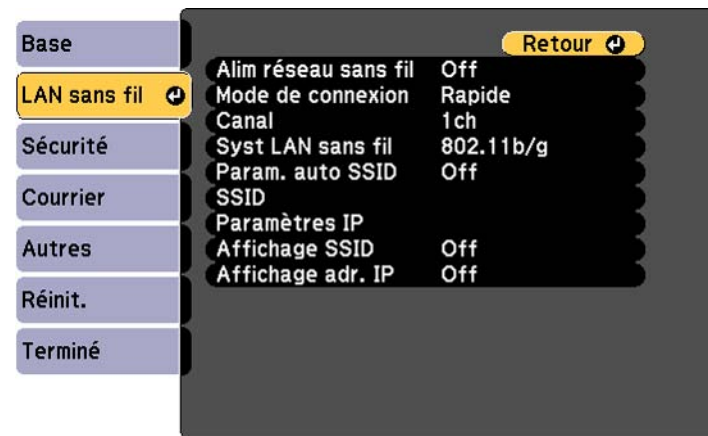 Base
LAN sans fil
Sécurité
Courrier
Autres
Réinit.
Terminé
Retour
Alim réseau sans fil Off
Mode de connexion Rapide
Canal 1ch
Syst LAN sans fil 802.11b/g
Param. auto SSID Off
SSID
Paramètres IP
Affichage SSID Off
Affichage adr. IP Off